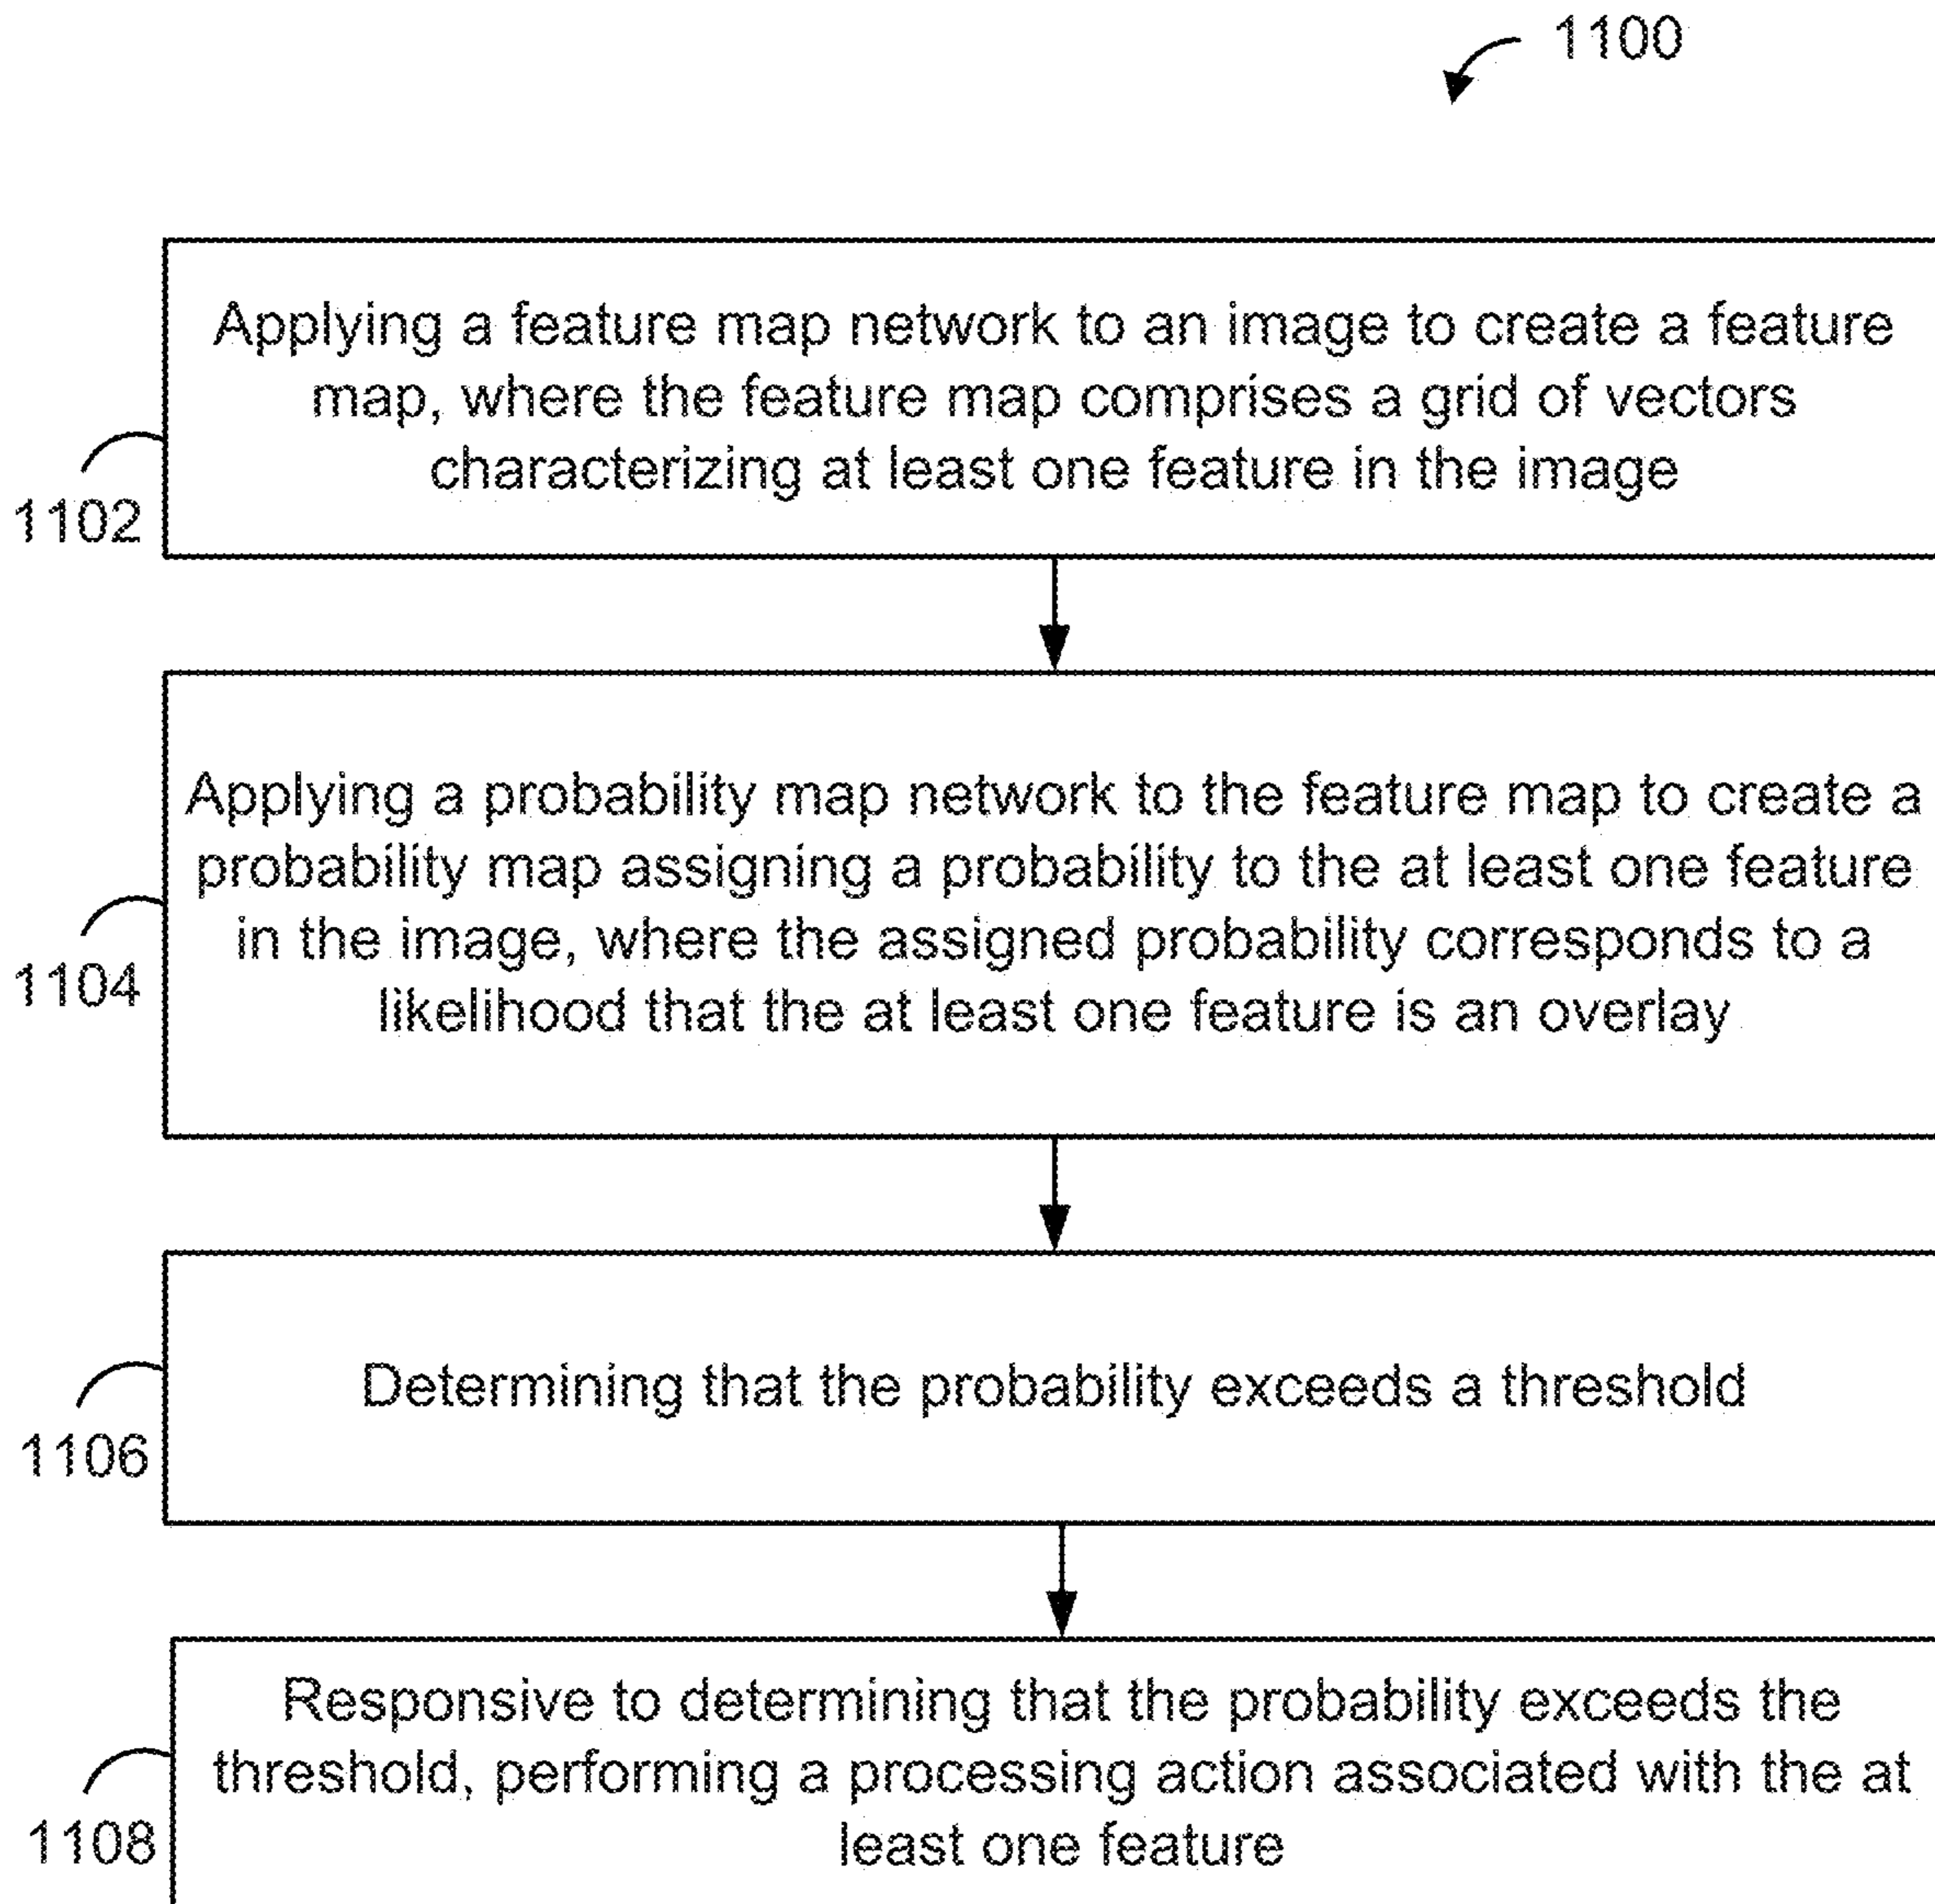 1100
Applying a feature map network to an image to create a feature
map, where the feature map comprises a grid of vectors
characterizing at least one feature in the image
1102
Applying a probability map network to the feature map to create a
probability map assigning a probability to the at least one feature
in the image, where the assigned probability corresponds to a
likelihood that the at least one feature is an overlay
1104
Determining that the probability exceeds a threshold
1106
Responsive to determining that the probability exceeds the
threshold, performing a processing action associated with the at
least one feature
1108